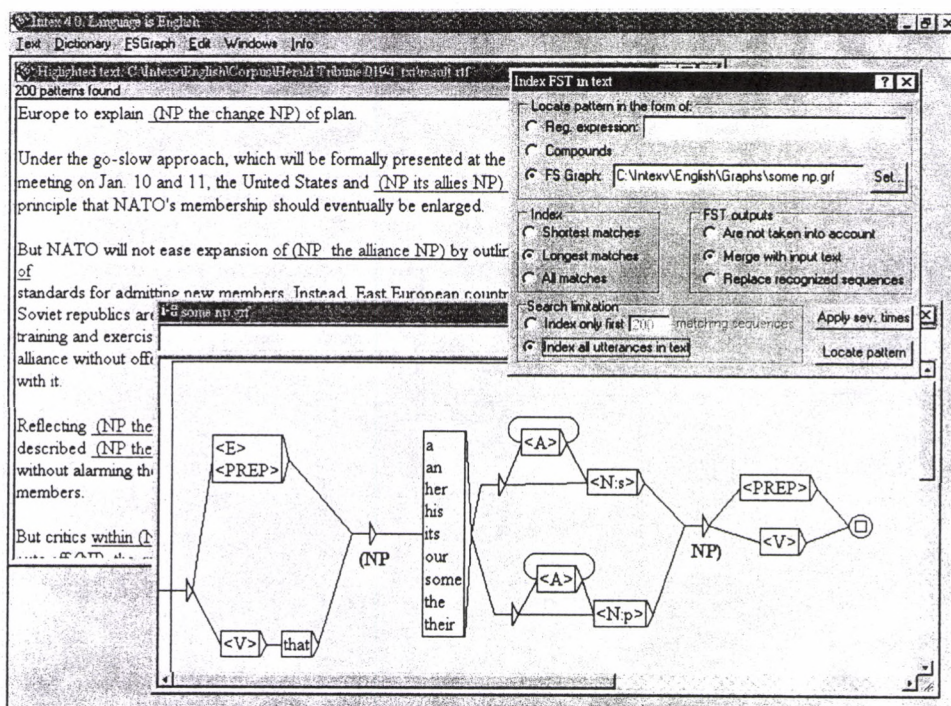 Intex 4.0. Language is English
Text Dictionary FSGraph Edit Windows Info
Highlighted text: C:\Intexv\English\Corpus\Herald Tribune 0194 .txt\result.rtf
200 patterns found
Europe to explain (NP the change NP) of plan.
Under the go-slow approach, which will be formally presented at the
meeting on Jan. 10 and 11, the United States and (NP its allies NP)
principle that NATO's membership should eventually be enlarged.
But NATO will not ease expansion of (NP the alliance NP) by outlir
of
standards for admitting new members. Instead, East European countr
Soviet republics are
training and exercis
alliance without offe
with it.
Reflecting (NP the
described (NP the
without alarming the
members.
But critics within (N
Index FST in text
Locate pattern in the form of:
Reg. expression:
Compounds
FS Graph: C:\Intexv\English\Graphs\some np.grf Set...
Index
Shortest matches
Longest matches
All matches
FST outputs
Are not taken into account
Merge with input text
Replace recognized sequences
Search limitation
Index only first 200 matching sequences
Index all utterances in text
Apply sev. times
Locate pattern
some np.grf
<E>
<PREP>
<V> that
(NP
a
an
her
his
its
our
some
the
their
<A>
<N:s>
<A>
<N:p>
NP)
<PREP>
<V>